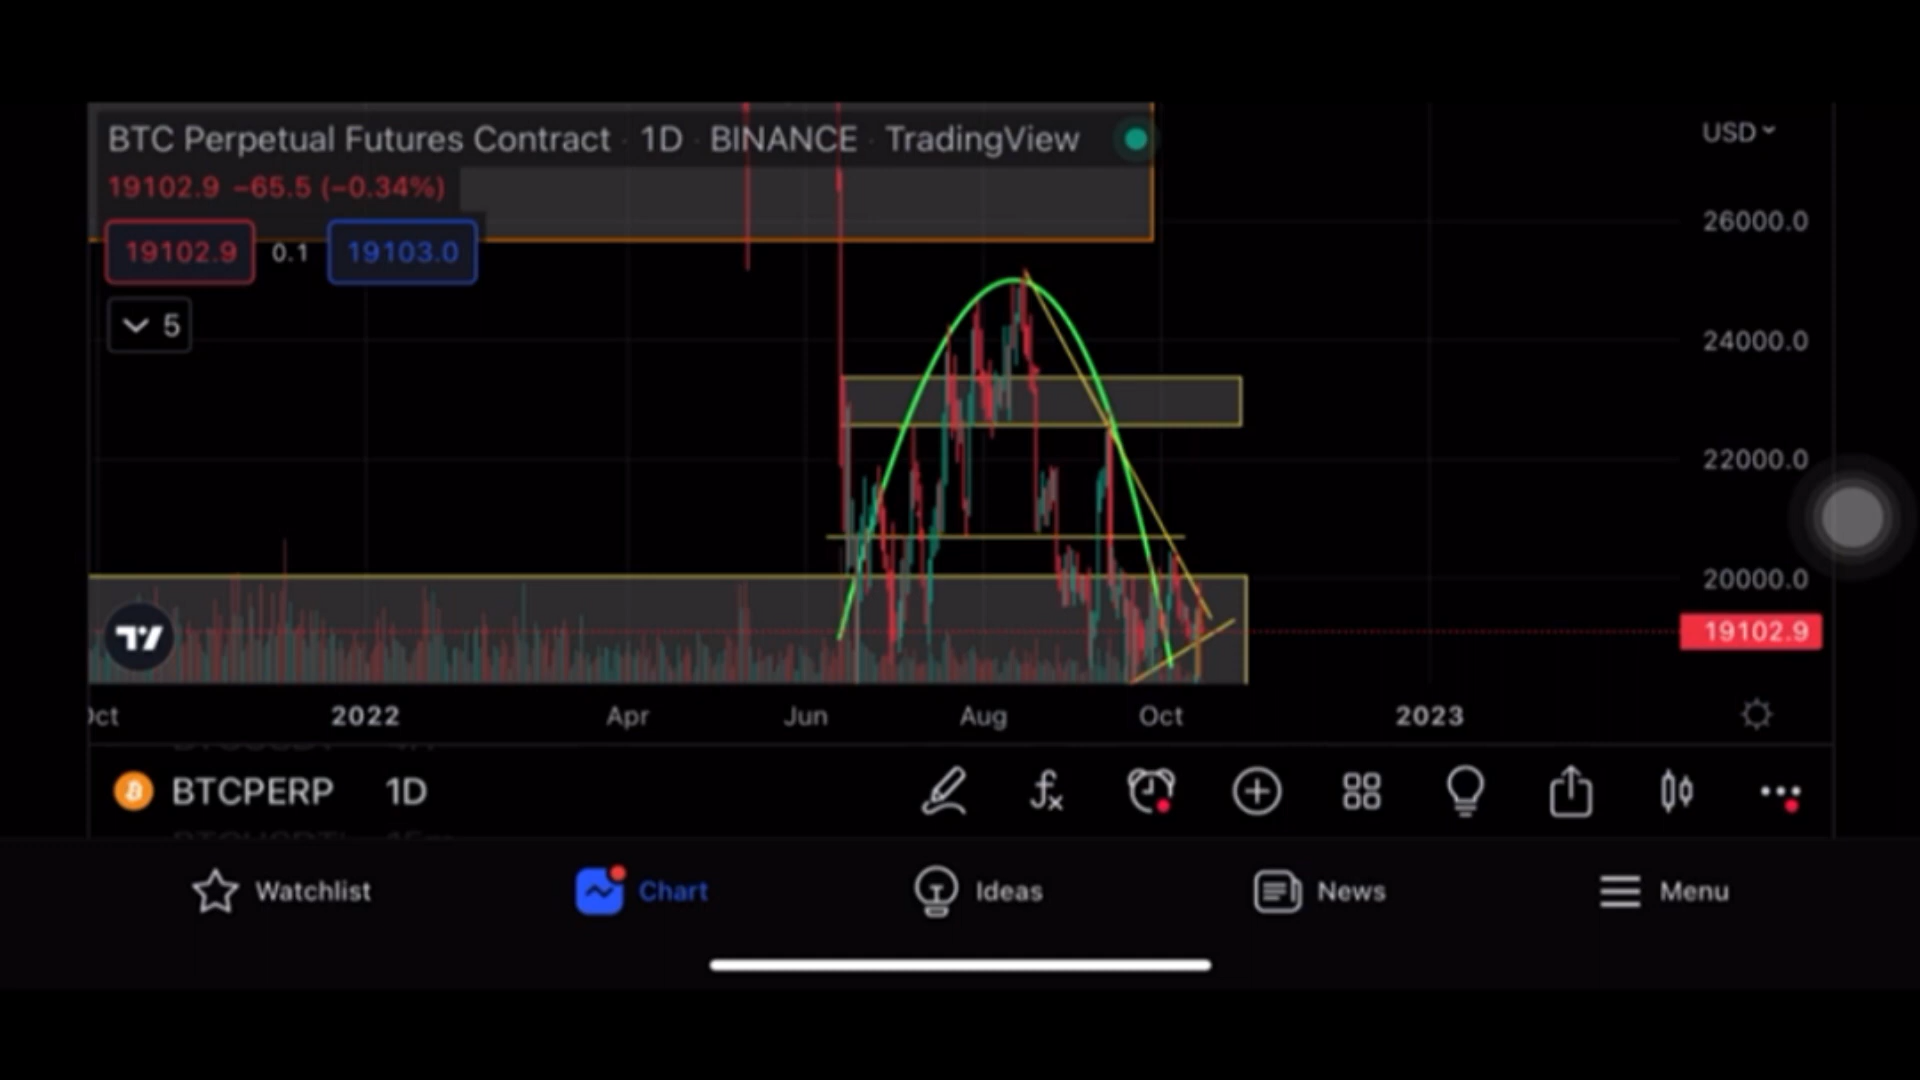 BTC Perpetual Futures Contract · 1D · BINANCE · TradingView
USD
19102.9 −65.5 (−0.34%)
26000.0
19102.9 0.1 19103.0
5
24000.0
22000.0
20000.0
19102.9
Oct 2022 Apr Jun Aug Oct 2023
BTCPERP 1D
Watchlist Chart Ideas News Menu